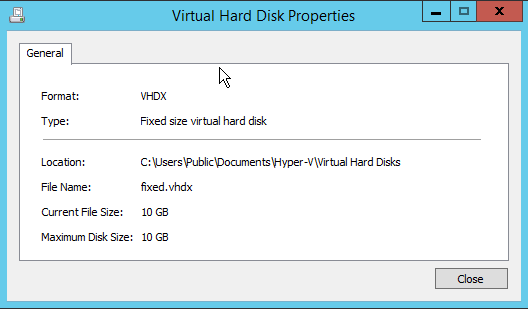 Virtual Hard Disk Properties
General
Format: VHDX
Type: Fixed size virtual hard disk
Location: C:\Users\Public\Documents\Hyper-V\Virtual Hard Disks
File Name: fixed.vhdx
Current File Size: 10 GB
Maximum Disk Size: 10 GB
Close